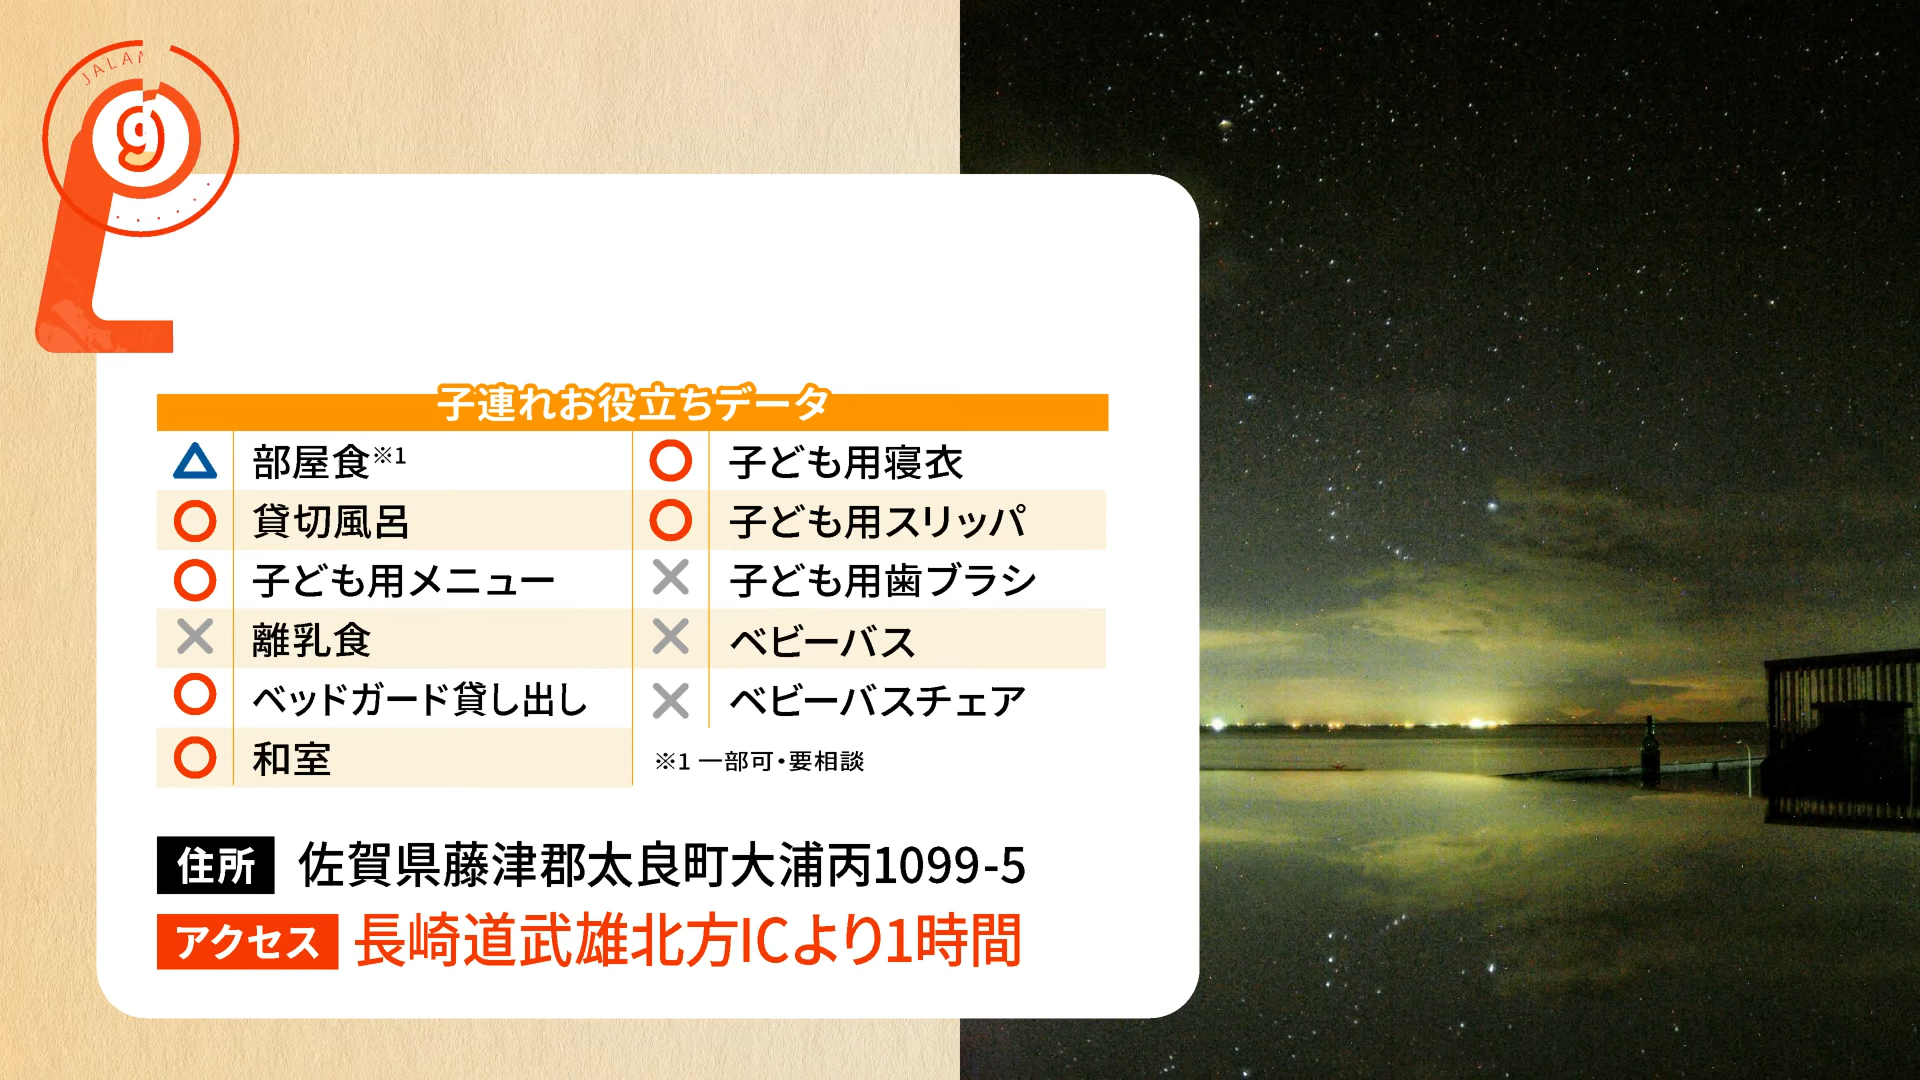 JALAN
9
子連れお役立ちデータ
△ 部屋食※1
○ 子ども用寝衣
○ 貸切風呂
○ 子ども用スリッパ
○ 子ども用メニュー
× 子ども用歯ブラシ
× 離乳食
× ベビーバス
○ ベッドガード貸し出し
× ベビーバスチェア
○ 和室
※1 一部可・要相談
住所 佐賀県藤津郡太良町大浦丙1099-5
アクセス 長崎道武雄北方ICより1時間